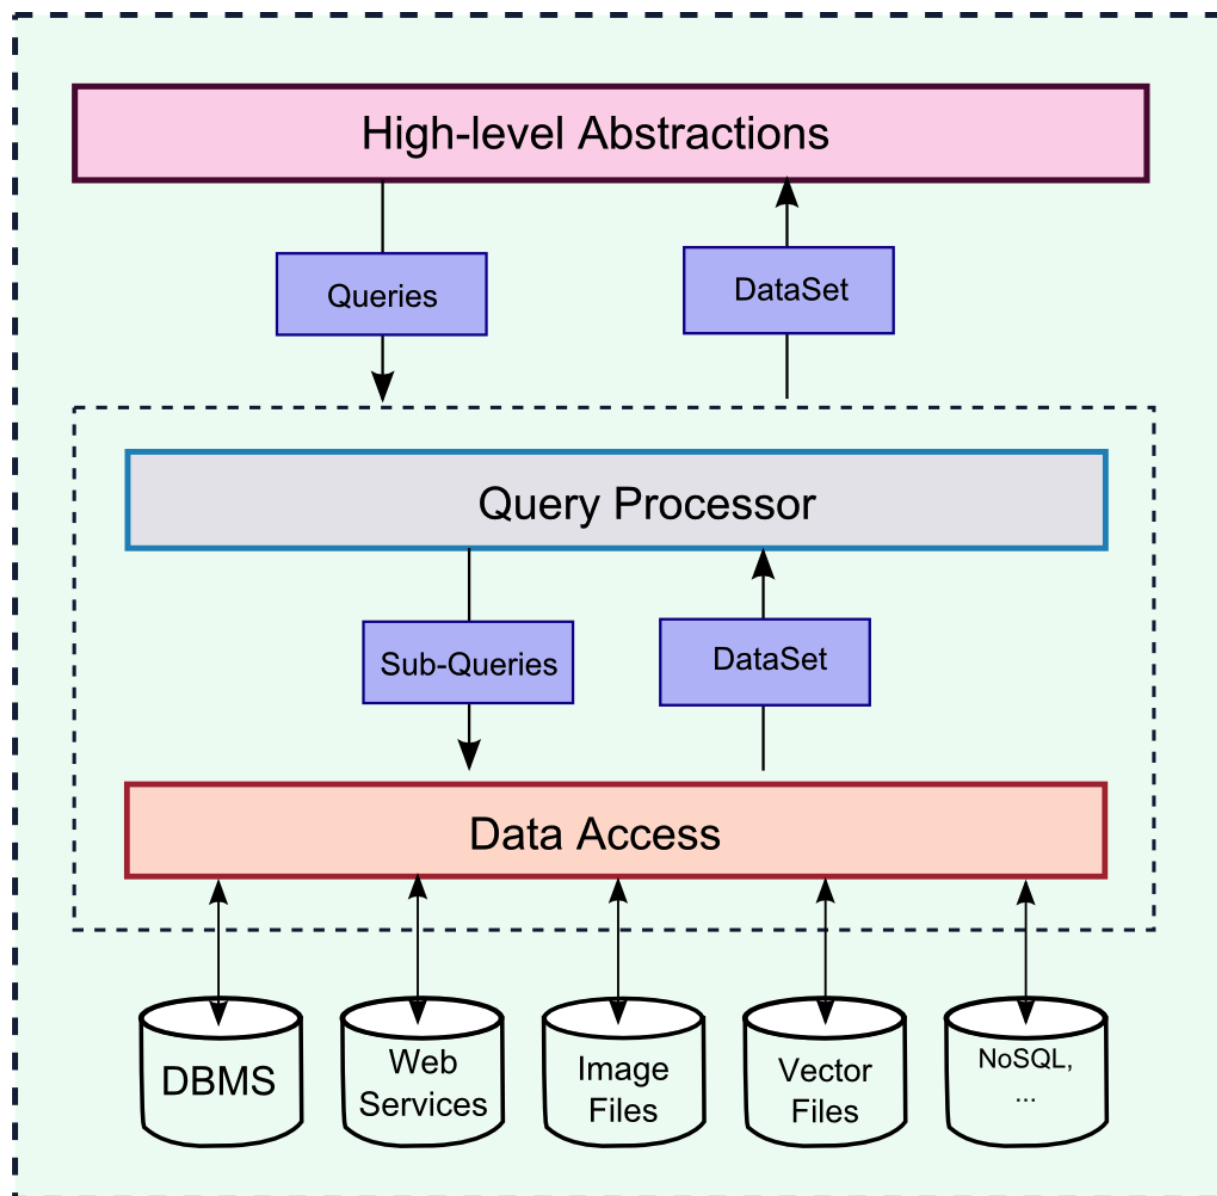 High-level Abstractions
Queries
DataSet
Query Processor
Sub-Queries
DataSet
Data Access
DBMS
Web
Services
Image
Files
Vector
Files
NoSQL,
...